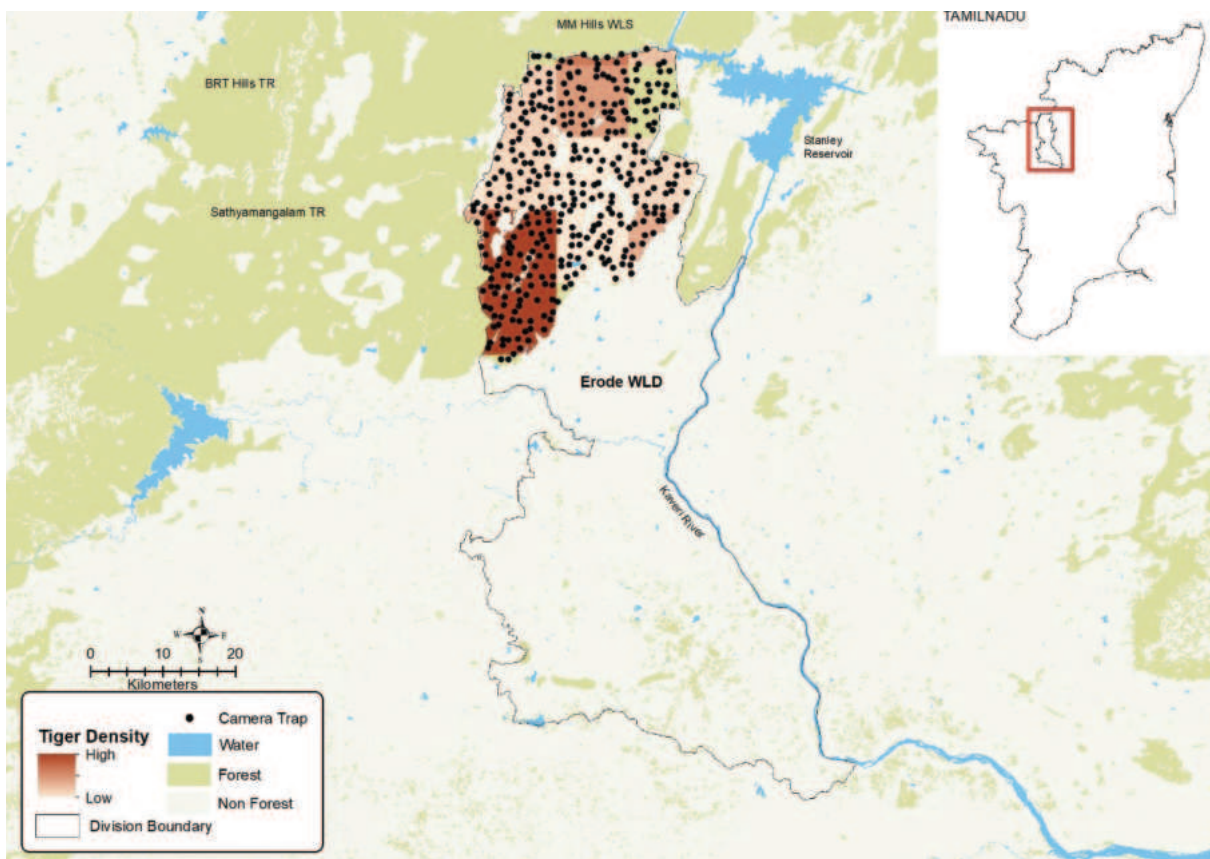 MM Hills WLS
TAMILNADU
BRT Hills TR
Stanley
Reservoir
Sathyamangalam TR
Erode WLD
Kaveri River
N
W E
S
0 10 20
Kilometers
Tiger Density
High
Low
Camera Trap
Water
Forest
Non Forest
Division Boundary